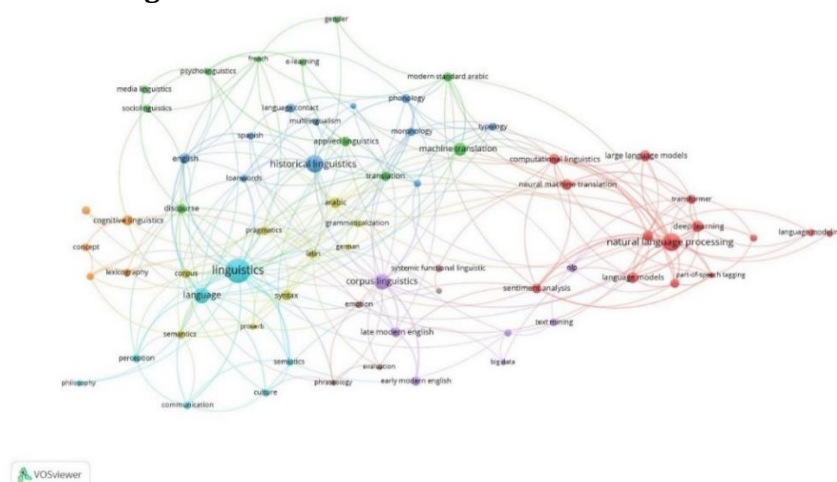 gender
french
e-learning
psycholinguistics
modern standard arabic
media linguistics
phonology
sociolinguistics
language contact
multilingualism
typology
spanish
morphology
applied linguistics
machine translation
english
computational linguistics
large language models
historical linguistics
loanwords
translation
neural machine translation
transformer
arabic
discourse
cognitive linguistics
grammaticalization
deep learning
pragmatics
language modeling
natural language processing
concept
german
latin
linguistics
systemic functional linguistic
nlp
lexicography
corpus
corpus linguistics
language models
part-of-speech tagging
sentiment analysis
language
syntax
emotion
text mining
proverb
late modern english
semantics
perception
semiotics
big data
evaluation
philosophy
phraseology
early modern english
culture
communication
VOSviewer